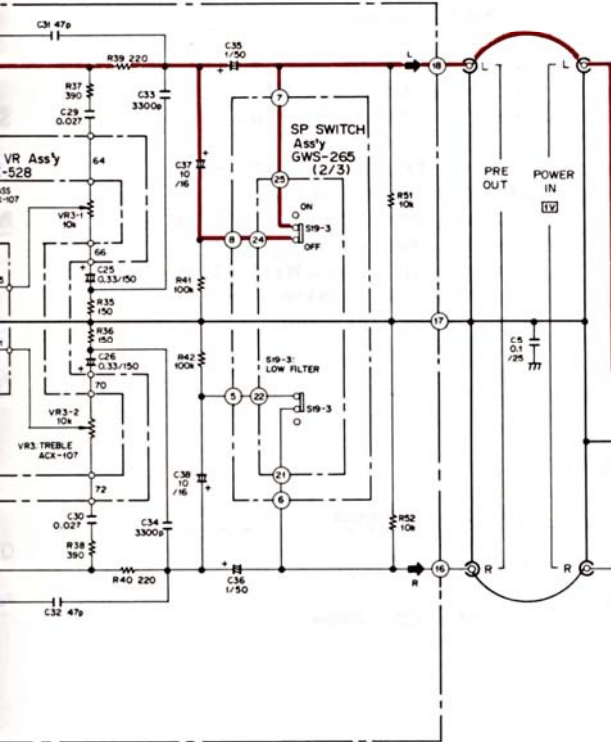 C31 47p
R39 220
C35
1/50
L
18
L
L
R37
390
C33
3300p
C29
0.027
7
SP SWITCH
Ass'y
GWS-265
(2/3)
VR Ass'y
-528
64
C37
10
/16
25
PRE
OUT
POWER
IN
1V
R51
10k
ON
S19-3
OFF
VR3-1
10k
8
24
66
C25
0.33/150
R41
100k
R35
150
17
R36
150
C5
0.1
/25
C26
0.33/150
R42
100k
S19-3:
LOW FILTER
70
5
22
S19-3
VR3-2
10k
VR3:TREBLE
ACX-107
C38
10
/16
21
72
6
C30
0.027
C34
3300p
R52
10k
R38
390
R40 220
C36
1/50
R
16
R
R
C32 47p